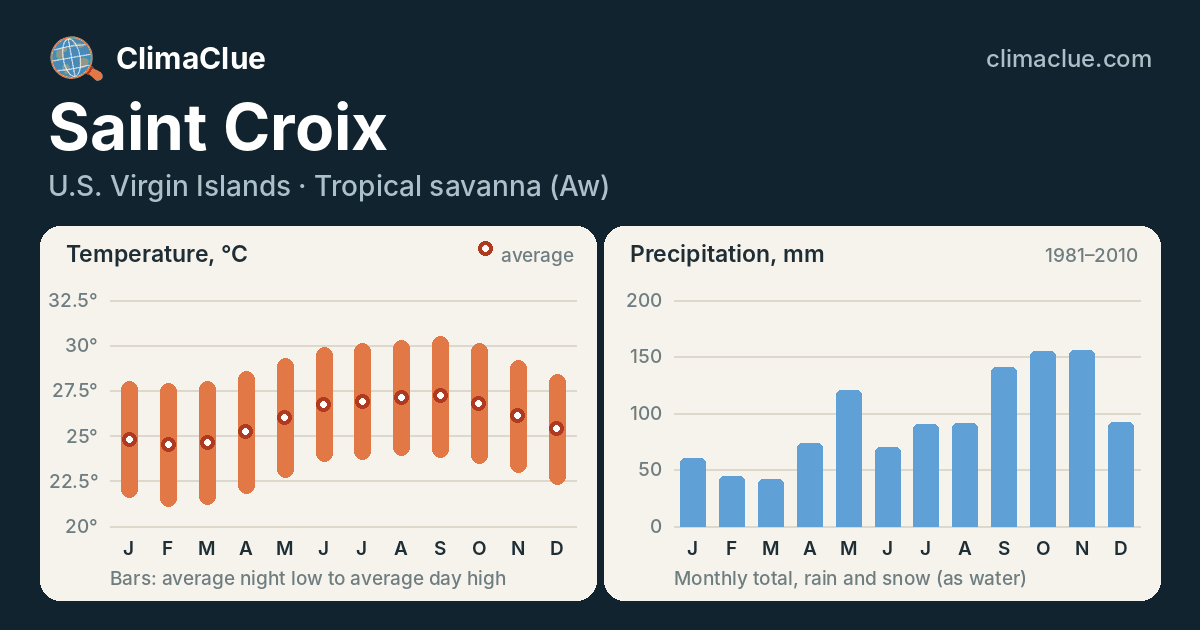 ClimaClue
climaclue.com
Saint Croix
U.S. Virgin Islands · Tropical savanna (Aw)
Temperature, °C
average
32.5°
30°
27.5°
25°
22.5°
20°
J F M A M J J A S O N D
Bars: average night low to average day high
Precipitation, mm
1981–2010
200
150
100
50
0
J F M A M J J A S O N D
Monthly total, rain and snow (as water)